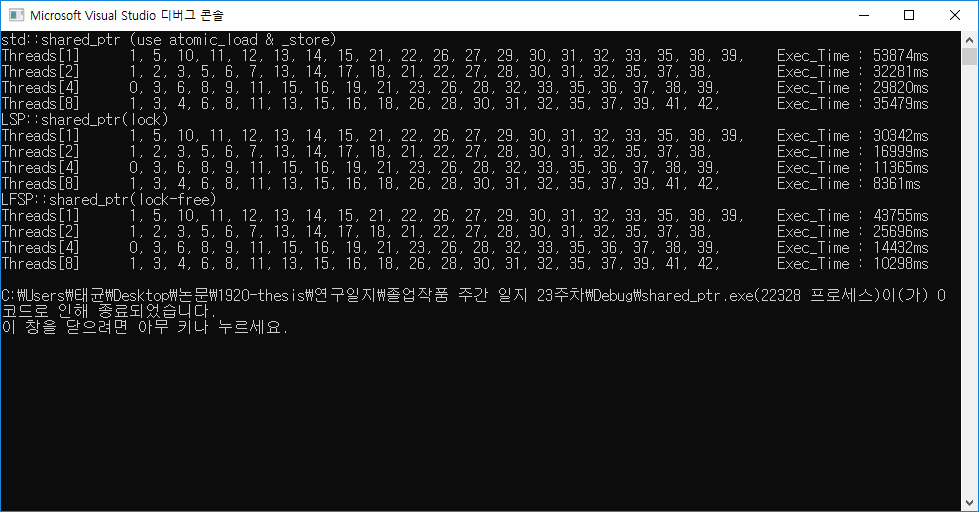 Microsoft Visual Studio 디버그 콘솔
std::shared_ptr (use atomic_load & _store)
Threads[1] 1, 5, 10, 11, 12, 13, 14, 15, 21, 22, 26, 27, 29, 30, 31, 32, 33, 35, 38, 39, Exec_Time : 53874ms
Threads[2] 1, 2, 3, 5, 6, 7, 13, 14, 17, 18, 21, 22, 27, 28, 30, 31, 32, 35, 37, 38, Exec_Time : 32281ms
Threads[4] 0, 3, 6, 8, 9, 11, 15, 16, 19, 21, 23, 26, 28, 32, 33, 35, 36, 37, 38, 39, Exec_Time : 29820ms
Threads[8] 1, 3, 4, 6, 8, 11, 13, 15, 16, 18, 26, 28, 30, 31, 32, 35, 37, 39, 41, 42, Exec_Time : 35479ms
LSP::shared_ptr(lock)
Threads[1] 1, 5, 10, 11, 12, 13, 14, 15, 21, 22, 26, 27, 29, 30, 31, 32, 33, 35, 38, 39, Exec_Time : 30342ms
Threads[2] 1, 2, 3, 5, 6, 7, 13, 14, 17, 18, 21, 22, 27, 28, 30, 31, 32, 35, 37, 38, Exec_Time : 16999ms
Threads[4] 0, 3, 6, 8, 9, 11, 15, 16, 19, 21, 23, 26, 28, 32, 33, 35, 36, 37, 38, 39, Exec_Time : 11365ms
Threads[8] 1, 3, 4, 6, 8, 11, 13, 15, 16, 18, 26, 28, 30, 31, 32, 35, 37, 39, 41, 42, Exec_Time : 8361ms
LFSP::shared_ptr(lock-free)
Threads[1] 1, 5, 10, 11, 12, 13, 14, 15, 21, 22, 26, 27, 29, 30, 31, 32, 33, 35, 38, 39, Exec_Time : 43755ms
Threads[2] 1, 2, 3, 5, 6, 7, 13, 14, 17, 18, 21, 22, 27, 28, 30, 31, 32, 35, 37, 38, Exec_Time : 25696ms
Threads[4] 0, 3, 6, 8, 9, 11, 15, 16, 19, 21, 23, 26, 28, 32, 33, 35, 36, 37, 38, 39, Exec_Time : 14432ms
Threads[8] 1, 3, 4, 6, 8, 11, 13, 15, 16, 18, 26, 28, 30, 31, 32, 35, 37, 39, 41, 42, Exec_Time : 10298ms
C:₩Users₩태균₩Desktop₩논문₩1920-thesis₩연구일지₩졸업작품 주간 일지 23주차₩Debug₩shared_ptr.exe(22328 프로세스)이(가) 0
코드로 인해 종료되었습니다.
이 창을 닫으려면 아무 키나 누르세요.